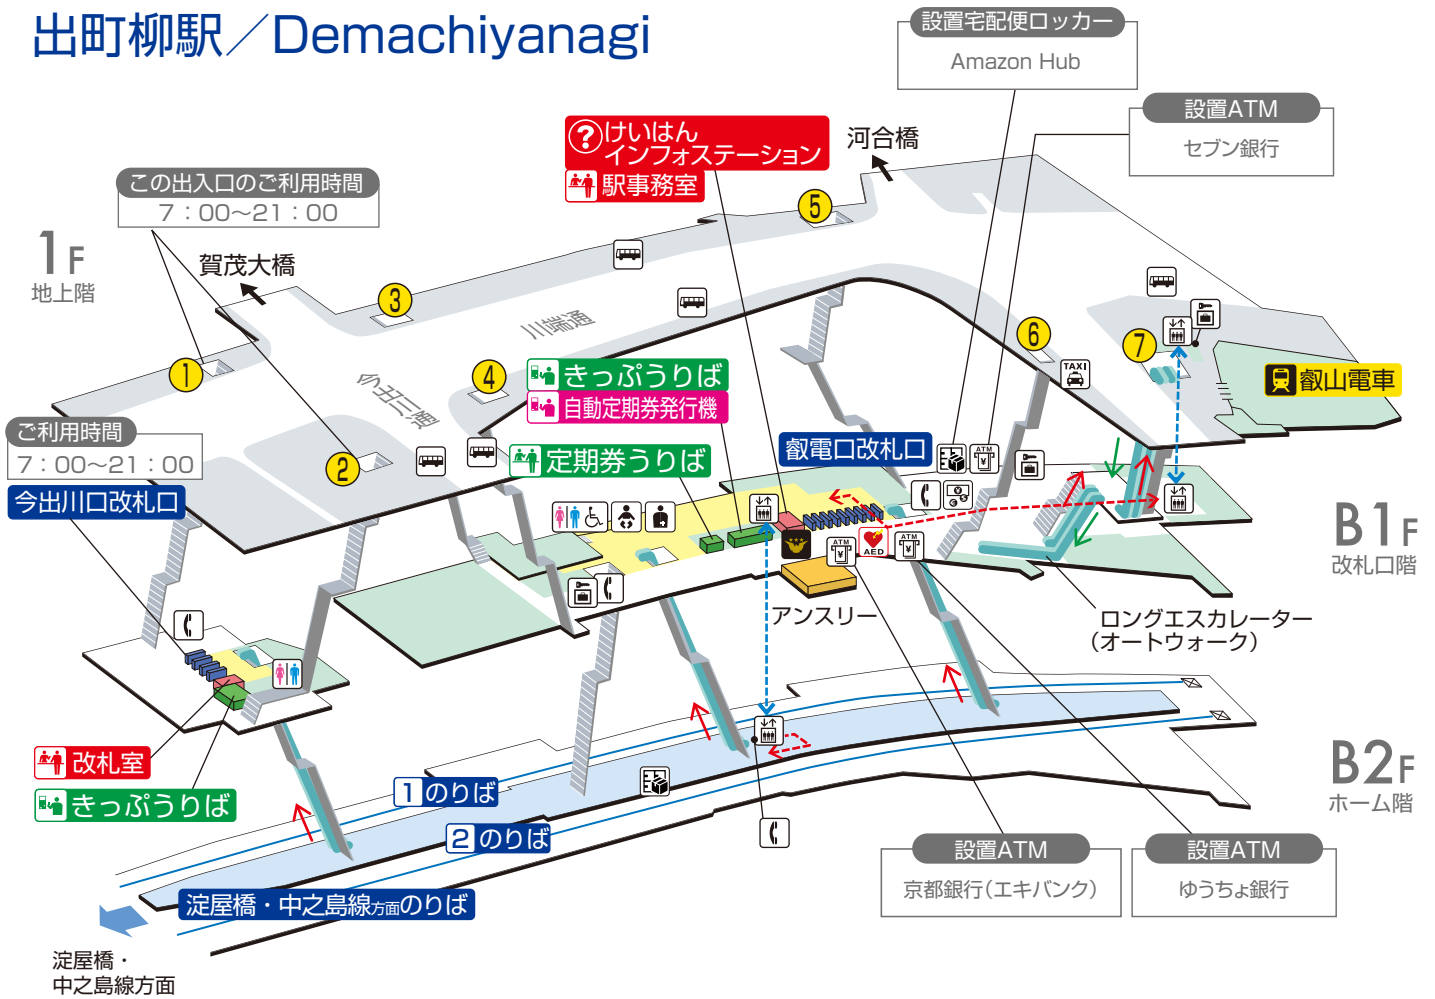 出町柳駅／Demachiyanagi
設置宅配便ロッカー
Amazon Hub
設置ATM
セブン銀行
?けいはん
インフォステーション
駅事務室
河合橋
この出入口のご利用時間
7：00～21：00
1F
地上階
賀茂大橋
5
3
川端通
6
7
1
4
TAXI
叡山電車
きっぷうりば
自動定期券発行機
今出川通
ご利用時間
7：00～21：00
2
定期券うりば
叡電口改札口
ATM
¥
今出川口改札口
B1F
改札口階
ATM
¥
AED
ATM
¥
アンスリー
ロングエスカレーター
（オートウォーク）
改札室
きっぷうりば
1 のりば
2 のりば
B2F
ホーム階
設置ATM
京都銀行（エキバンク）
設置ATM
ゆうちょ銀行
淀屋橋・中之島線方面のりば
淀屋橋・
中之島線方面